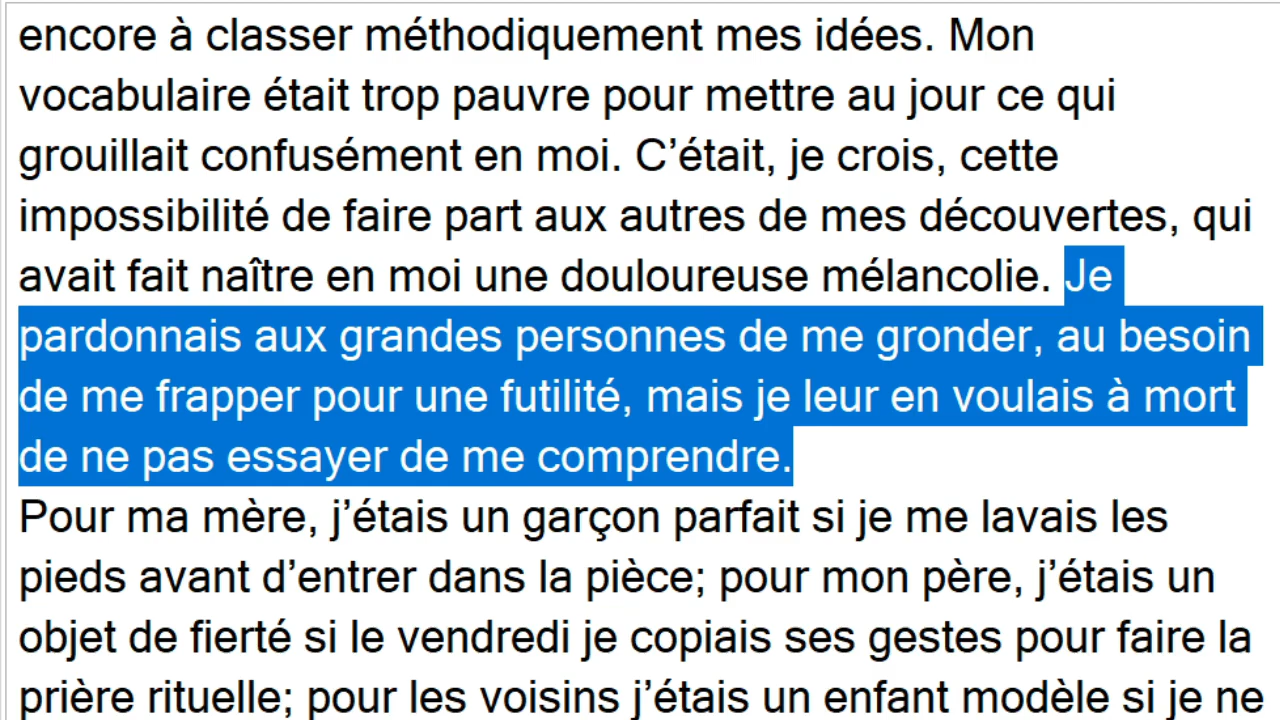 encore à classer méthodiquement mes idées. Mon
vocabulaire était trop pauvre pour mettre au jour ce qui
grouillait confusément en moi. C’était, je crois, cette
impossibilité de faire part aux autres de mes découvertes, qui
avait fait naître en moi une douloureuse mélancolie. Je
pardonnais aux grandes personnes de me gronder, au besoin
de me frapper pour une futilité, mais je leur en voulais à mort
de ne pas essayer de me comprendre.
Pour ma mère, j’étais un garçon parfait si je me lavais les
pieds avant d’entrer dans la pièce; pour mon père, j’étais un
objet de fierté si le vendredi je copiais ses gestes pour faire la
prière rituelle; pour les voisins j’étais un enfant modèle si je ne